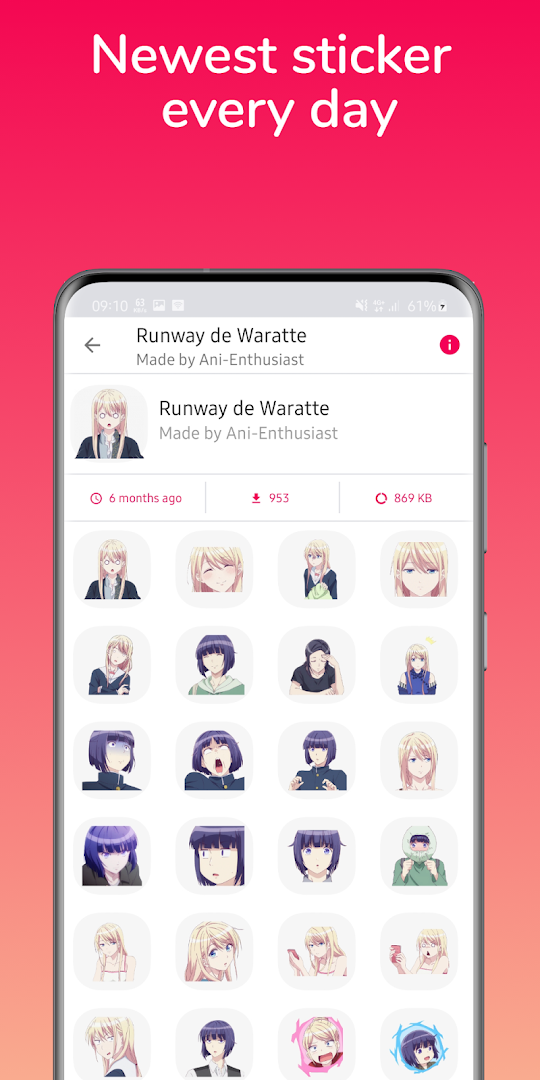 Newest sticker
every day
09:10 63 KB/s 4G+ 61%
Runway de Waratte
Made by Ani-Enthusiast
Runway de Waratte
Made by Ani-Enthusiast
6 months ago 953 869 KB